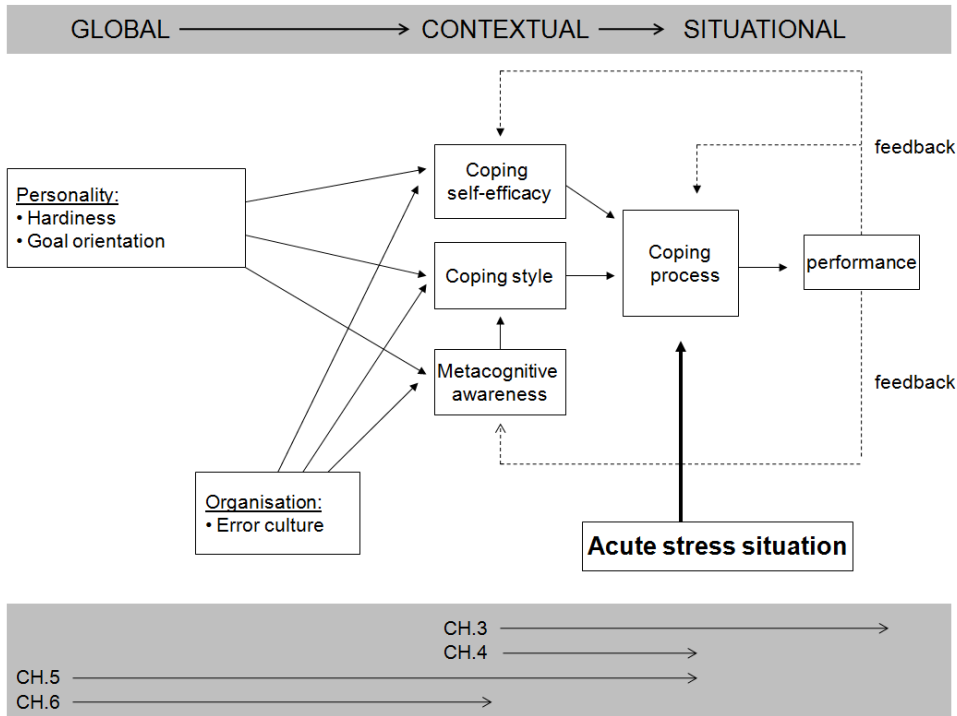 GLOBAL CONTEXTUAL SITUATIONAL
feedback
Coping
self-efficacy
Personality:
• Hardiness
• Goal orientation
Coping
process
Coping style
performance
Metacognitive
awareness
feedback
Organisation:
• Error culture
Acute stress situation
CH.3
CH.4
CH.5
CH.6